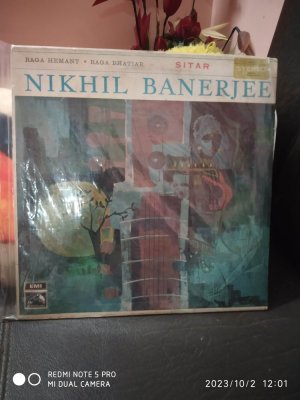 RAGA HEMANT • RAGA BHATIAR SITAR
NIKHIL BANERJEE
EMI
REDMI NOTE 5 PRO
MI DUAL CAMERA
2023/10/2 12:01